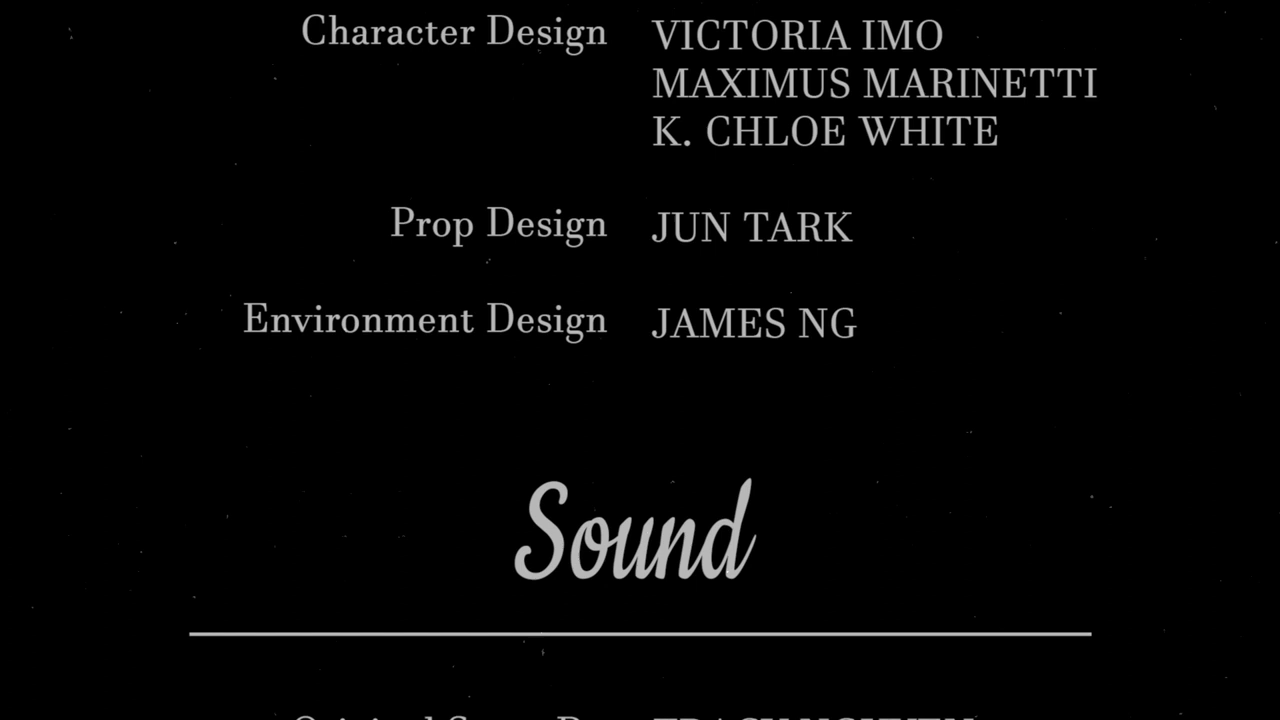 Character Design VICTORIA IMO
MAXIMUS MARINETTI
K. CHLOE WHITE
Prop Design JUN TARK
Environment Design JAMES NG
Sound